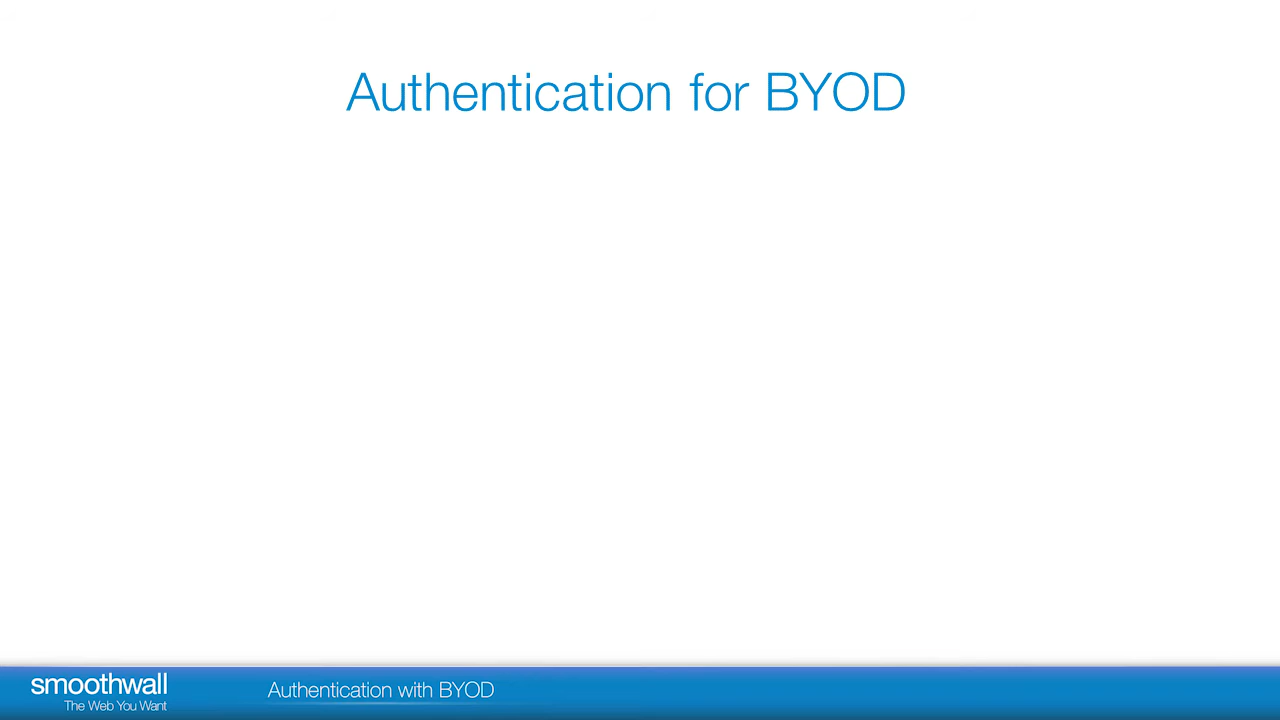 Authentication for BYOD
smoothwall
The Web You Want
Authentication with BYOD